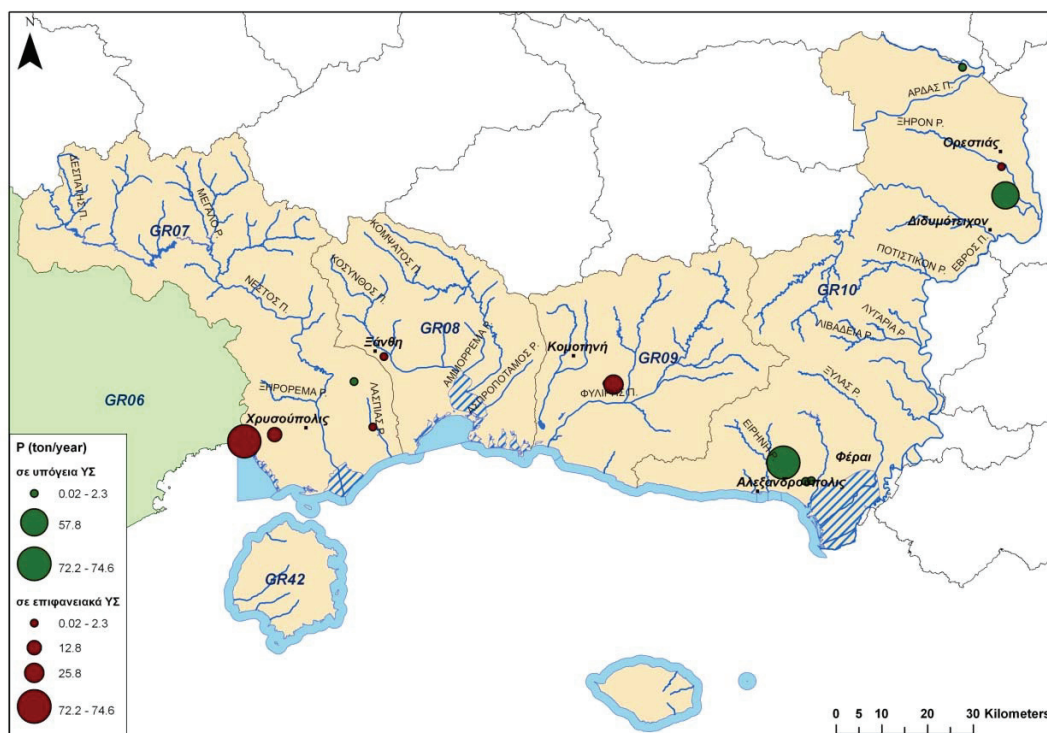 N
ΑΡΔΑΣ Π.
ΞΗΡΟΝ Ρ.
Ορεστιάς
ΔΕΣΠΑΤΗΣ Π.
ΜΕΓΑΛΟ Ρ.
GR07
ΚΟΜΨΑΤΟΣ Π.
Διδυμότειχον
ΠΟΤΙΣΤΙΚΟΝ Ρ.
ΕΒΡΟΣ Π.
ΚΟΣΥΝΘΟΣ Π.
ΝΕΣΤΟΣ Π.
GR10
ΛΥΓΑΡΙΑ Ρ.
ΛΙΒΑΔΕΙΑ Ρ.
GR08
Ξάνθη
ΑΜΜΟΡΡΕΜΑ Ρ.
ΑΣΠΡΟΠΟΤΑΜΟΣ Ρ.
Κομοτηνή
GR09
ΞΥΛΑΣ Ρ.
ΞΗΡΟΡΕΜΑ Ρ.
ΛΑΣΠΙΑΣ Ρ.
GR06
Χρυσούπολις
Φέραι
Αλεξανδρούπολις
GR42
P (ton/year)
σε υπόγεια ΥΣ
0.02 - 2.3
57.8
72.2 - 74.6
σε επιφανειακά ΥΣ
0.02 - 2.3
12.8
25.8
72.2 - 74.6
0 5 10 20 30 Kilometers